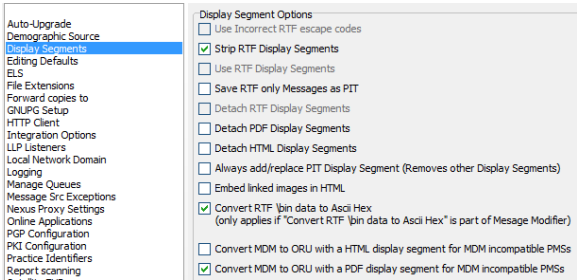 Auto-Upgrade
Demographic Source
Display Segments
Editing Defaults
ELS
File Extensions
Forward copies to
GNUPG Setup
HTTP Client
Integration Options
LLP Listeners
Local Network Domain
Logging
Manage Queues
Message Src Exceptions
Nexus Proxy Settings
Online Applications
PGP Configuration
PKI Configuration
Practice Identifiers
Report scanning
Display Segment Options
Use Incorrect RTF escape codes
Strip RTF Display Segments
Use RTF Display Segments
Save RTF only Messages as PIT
Detach RTF Display Segments
Detach PDF Display Segments
Detach HTML Display Segments
Always add/replace PIT Display Segment (Removes other Display Segments)
Embed linked images in HTML
Convert RTF \bin data to Ascii Hex
(only applies if "Convert RTF \bin data to Ascii Hex" is part of Mesage Modifier)
Convert MDM to ORU with a HTML display segment for MDM incompatible PMSs
Convert MDM to ORU with a PDF display segment for MDM incompatible PMSs